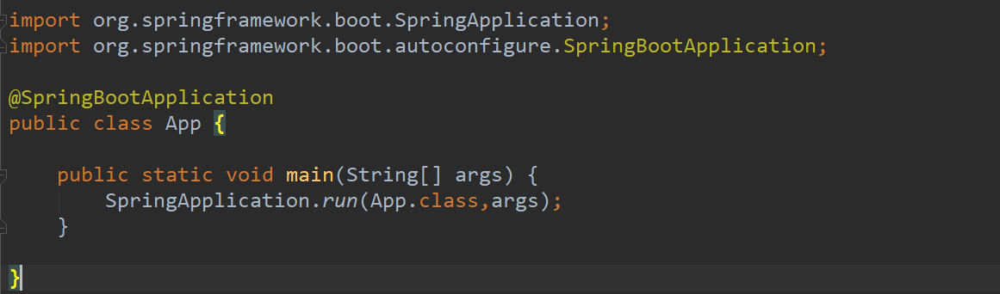 import org.springframework.boot.SpringApplication;
import org.springframework.boot.autoconfigure.SpringBootApplication;
@SpringBootApplication
public class App {
    public static void main(String[] args) {
        SpringApplication.run(App.class,args);
    }
}